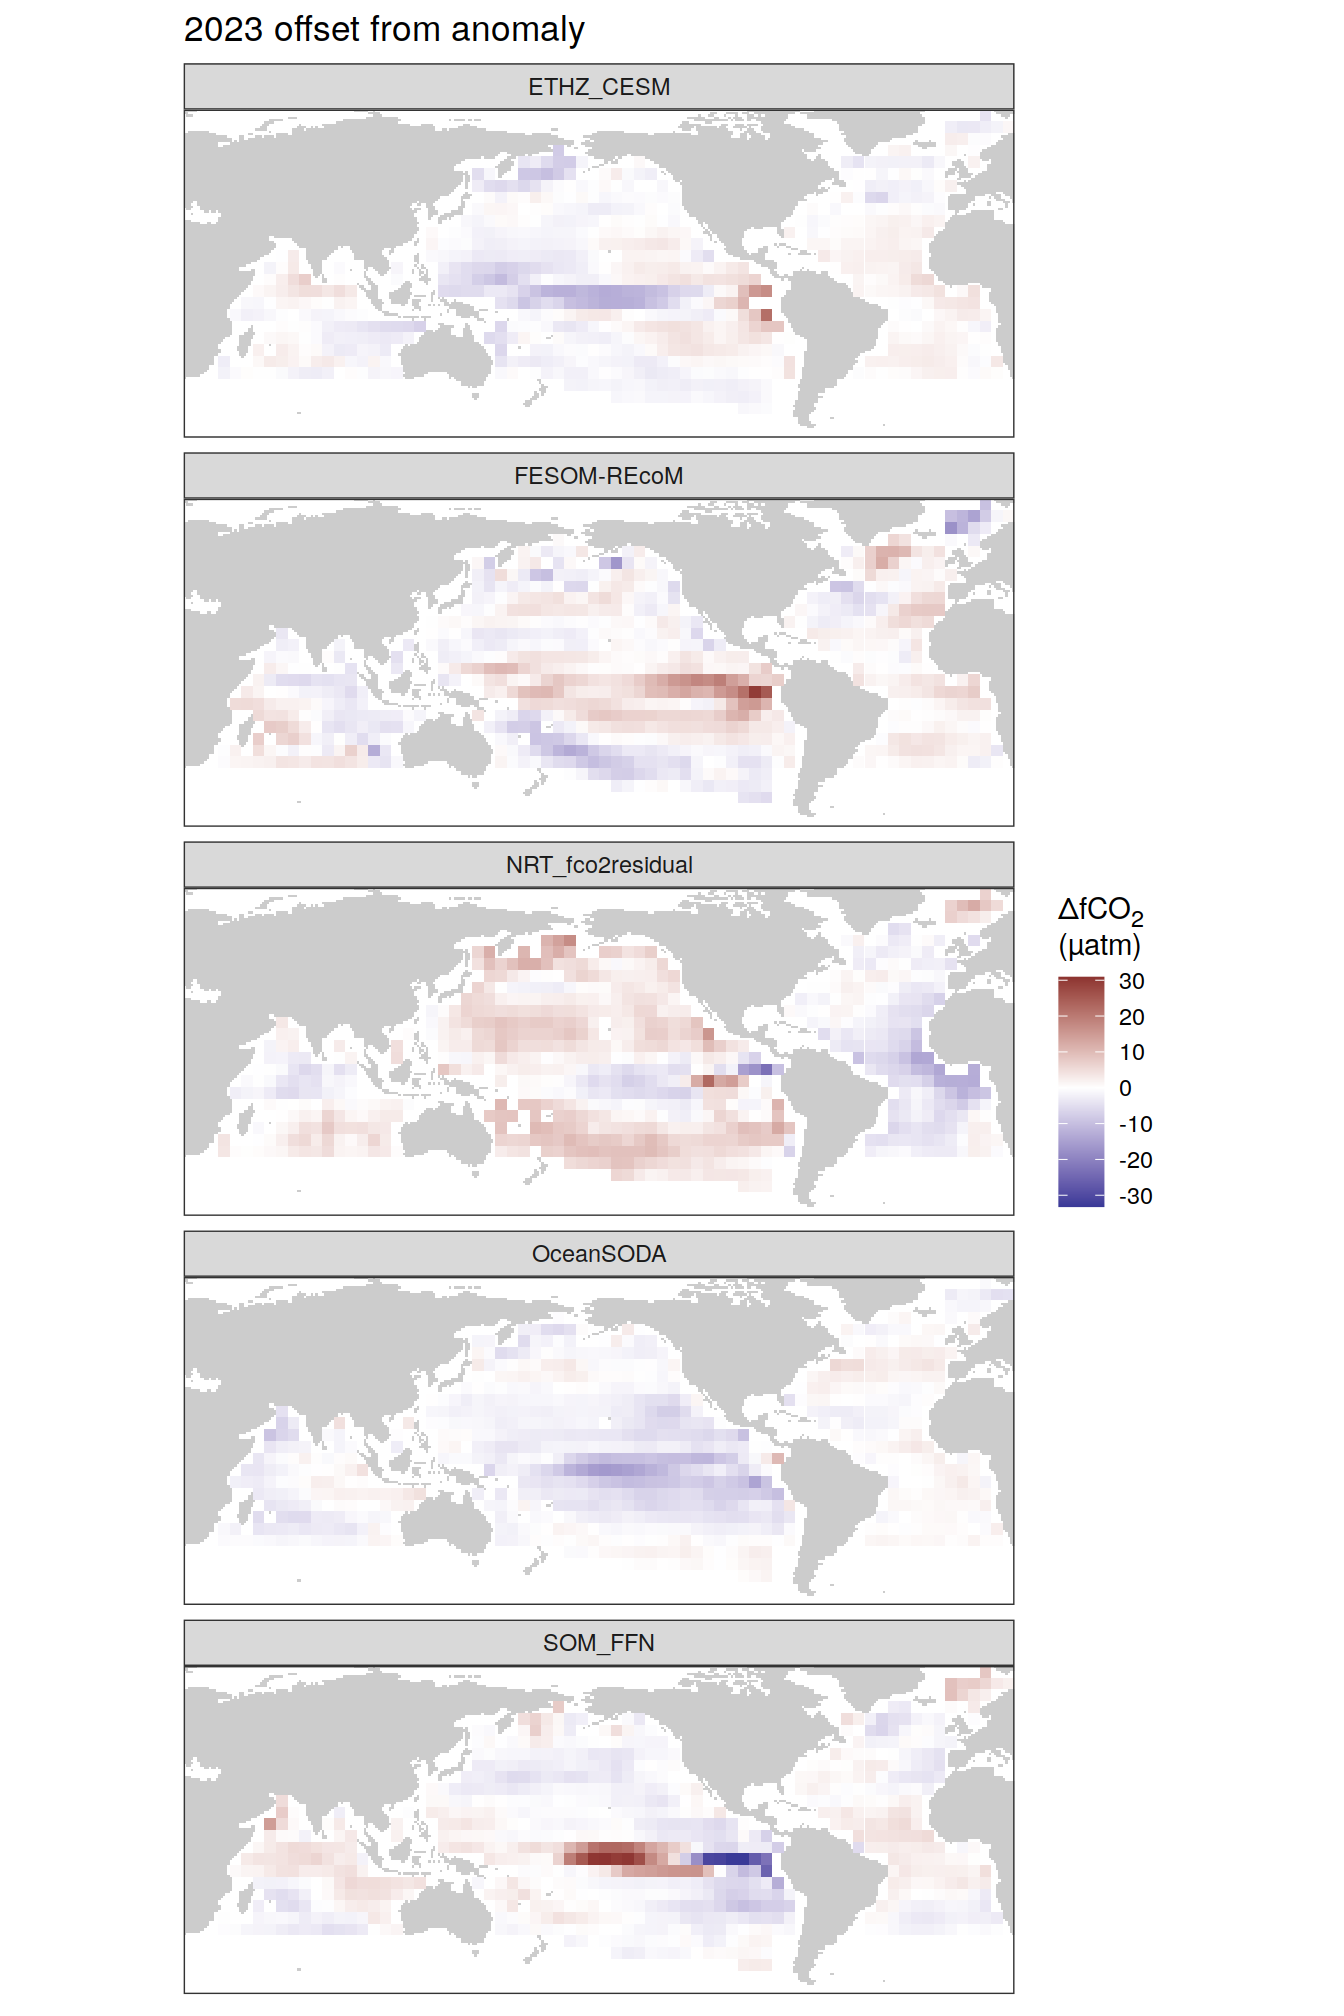 2023 offset from anomaly
ETHZ_CESM
FESOM-REcoM
NRT_fco2residual
ΔfCO₂
(µatm)
30
20
10
0
-10
-20
-30
OceanSODA
SOM_FFN